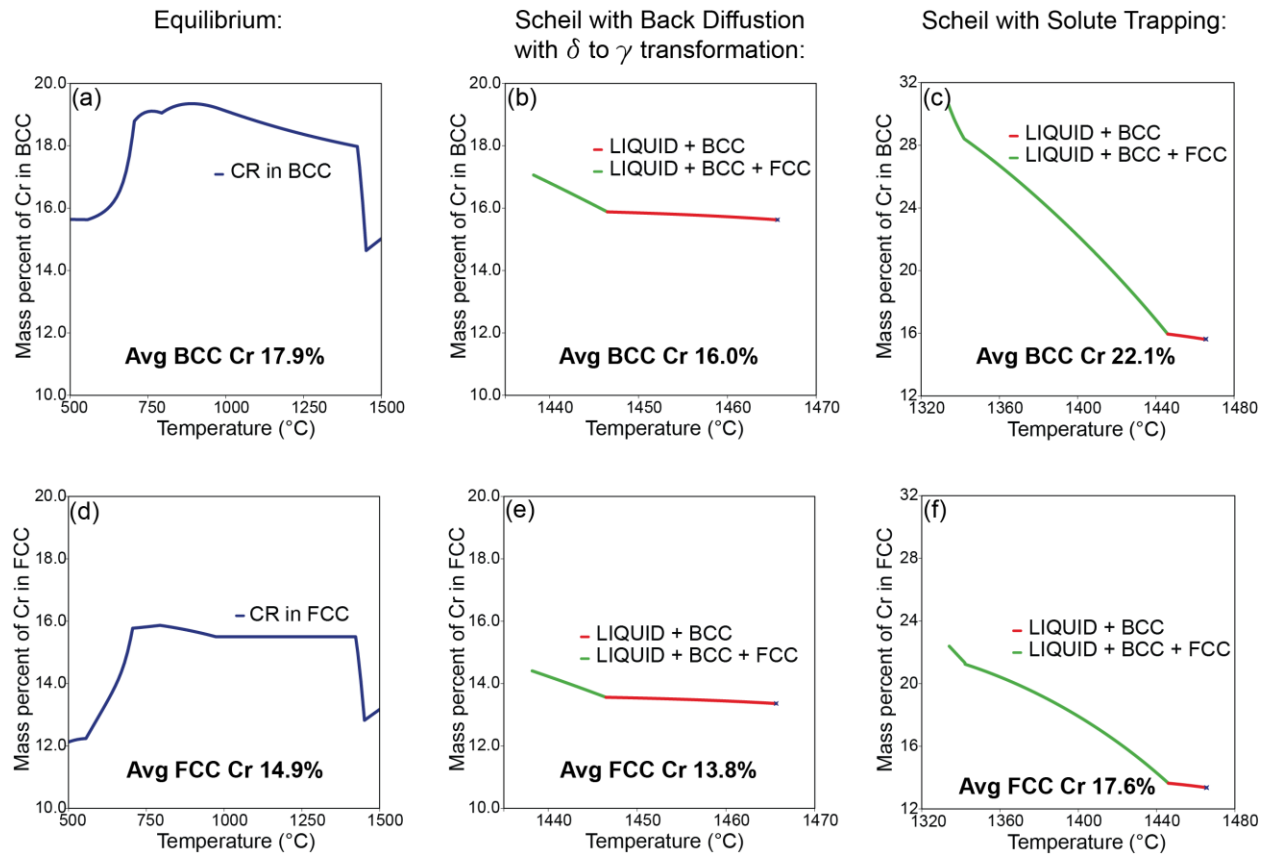 Equilibrium:
Scheil with Back Diffustion
with δ to γ transformation:
Scheil with Solute Trapping:
(a)
Mass percent of Cr in BCC
20.0
18.0
16.0
14.0
12.0
10.0
CR in BCC
Avg BCC Cr 17.9%
500 750 1000 1250 1500
Temperature (°C)
(b)
Mass percent of Cr in BCC
20.0
18.0
16.0
14.0
12.0
10.0
LIQUID + BCC
LIQUID + BCC + FCC
Avg BCC Cr 16.0%
1440 1450 1460 1470
Temperature (°C)
(c)
Mass percent of Cr in BCC
32
28
24
20
16
12
LIQUID + BCC
LIQUID + BCC + FCC
Avg BCC Cr 22.1%
1320 1360 1400 1440 1480
Temperature (°C)
(d)
Mass percent of Cr in FCC
20.0
18.0
16.0
14.0
12.0
10.0
CR in FCC
Avg FCC Cr 14.9%
500 750 1000 1250 1500
Temperature (°C)
(e)
Mass percent of Cr in FCC
20.0
18.0
16.0
14.0
12.0
10.0
LIQUID + BCC
LIQUID + BCC + FCC
Avg FCC Cr 13.8%
1440 1450 1460 1470
Temperature (°C)
(f)
Mass percent of Cr in FCC
32
28
24
20
16
12
LIQUID + BCC
LIQUID + BCC + FCC
Avg FCC Cr 17.6%
1320 1360 1400 1440 1480
Temperature (°C)